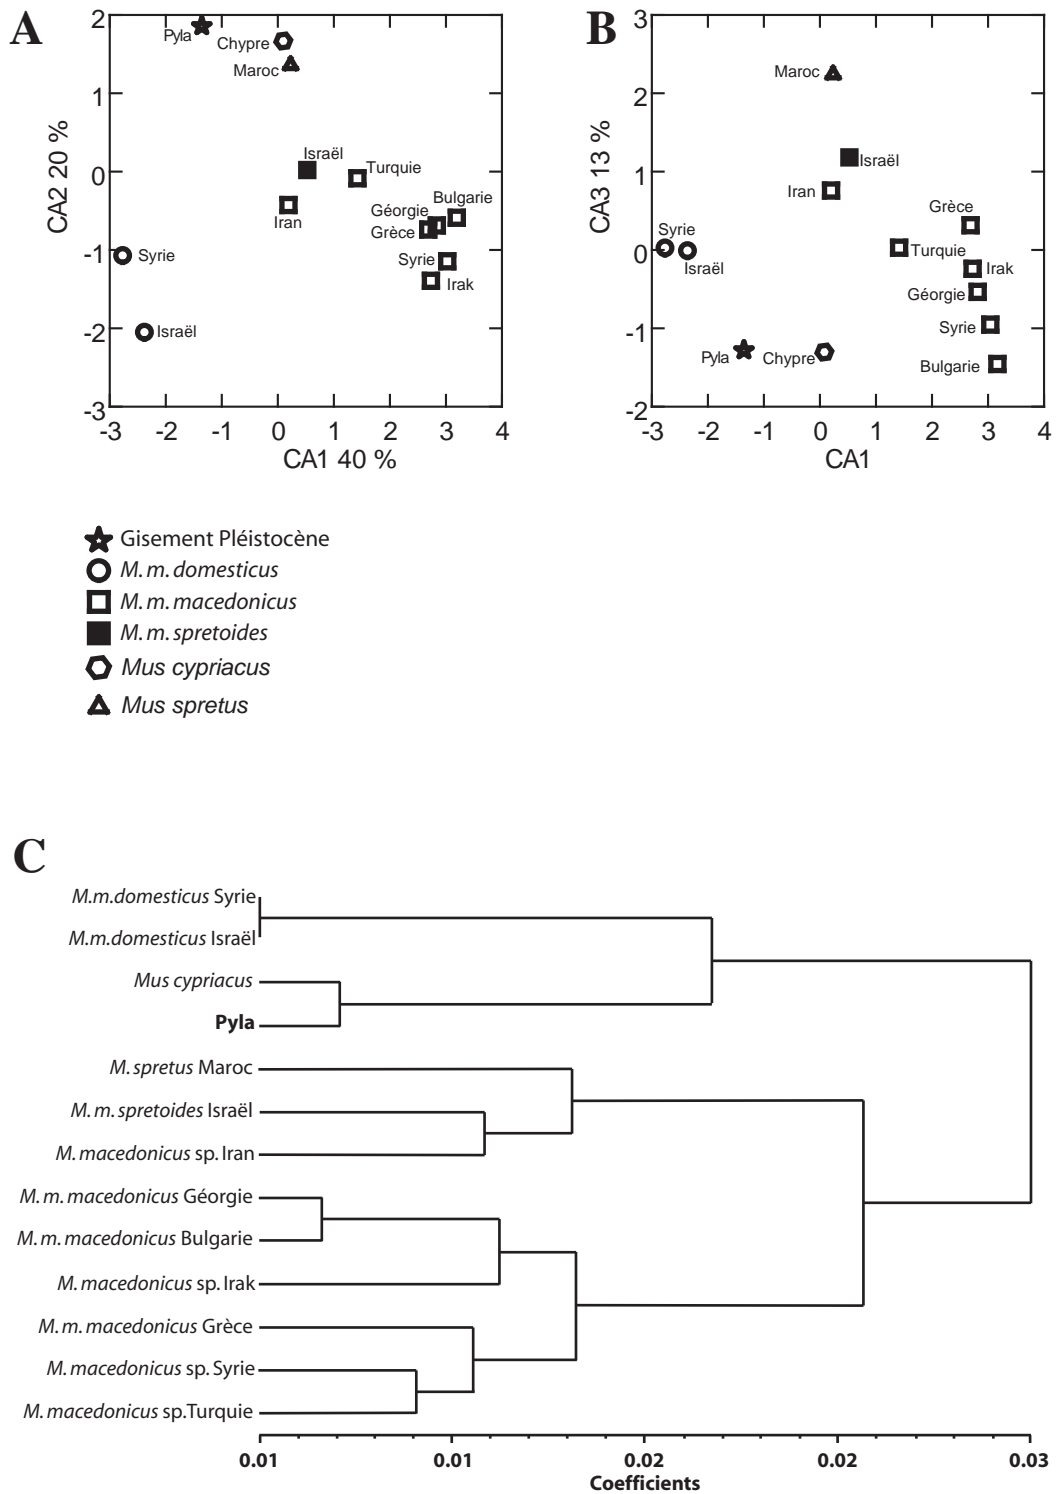 A
2
1
0
-1
-2
-3
CA2 20 %
Pyla
Chypre
Maroc
Israël
Turquie
Iran
Bulgarie
Géorgie
Grèce
Syrie
Irak
Syrie
Israël
-3 -2 -1 0 1 2 3 4
CA1 40 %
B
3
2
1
0
-1
-2
CA3 13 %
Maroc
Israël
Iran
Grèce
Syrie
Israël
Turquie
Irak
Géorgie
Syrie
Pyla
Chypre
Bulgarie
-3 -2 -1 0 1 2 3 4
CA1
Gisement Pléistocène
M. m. domesticus
M. m. macedonicus
M. m. spretoides
Mus cypriacus
Mus spretus
C
M.m.domesticus Syrie
M.m.domesticus Israël
Mus cypriacus
Pyla
M. spretus Maroc
M. m. spretoides Israël
M. macedonicus sp. Iran
M. m. macedonicus Géorgie
M. m. macedonicus Bulgarie
M. macedonicus sp. Irak
M. m. macedonicus Grèce
M. macedonicus sp. Syrie
M. macedonicus sp.Turquie
0.01 0.01 0.02 0.02 0.03
Coefficients